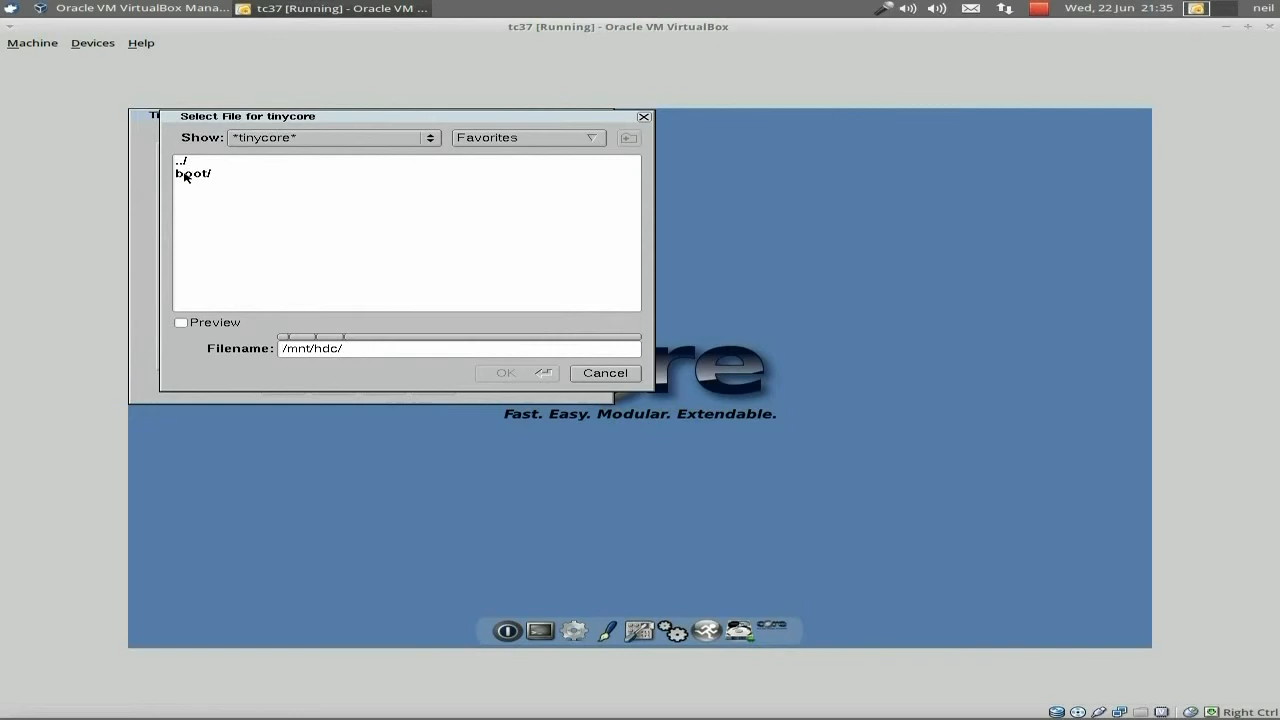 Oracle VM VirtualBox Mana...
tc37 [Running] - Oracle VM ...
Wed, 22 Jun 21:35
neil
tc37 [Running] - Oracle VM VirtualBox
Machine Devices Help
Select File for tinycore
Show: *tinycore* Favorites
../
boot/
Preview
Filename: /mnt/hdc/
OK Cancel
re
Fast. Easy. Modular. Extendable.
core
Right Ctrl